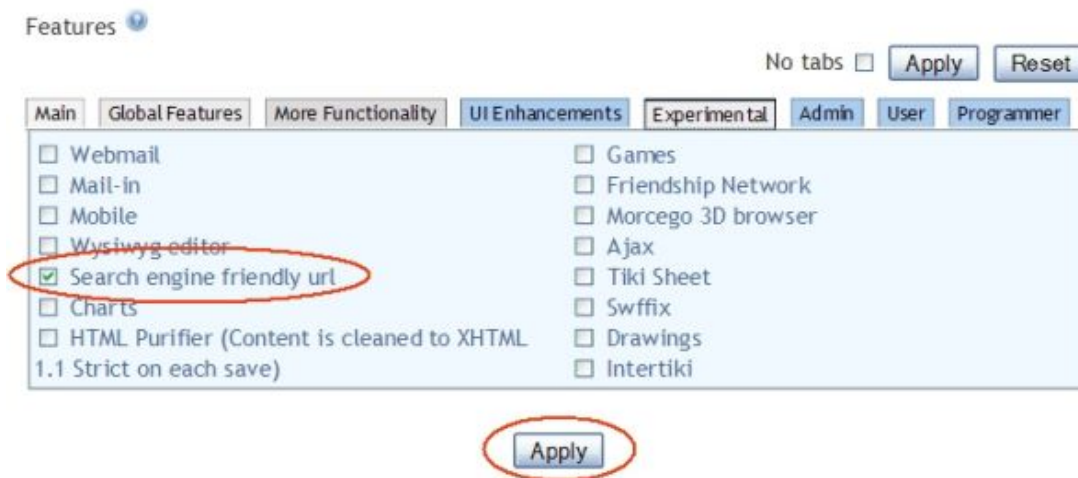 Features
No tabs Apply Reset
Main Global Features More Functionality UI Enhancements Experimental Admin User Programmer
Webmail
Mail-in
Mobile
Wysiwyg editor
Search engine friendly url
Charts
HTML Purifier (Content is cleaned to XHTML
1.1 Strict on each save)
Games
Friendship Network
Morcego 3D browser
Ajax
Tiki Sheet
Swffix
Drawings
Intertiki
Apply